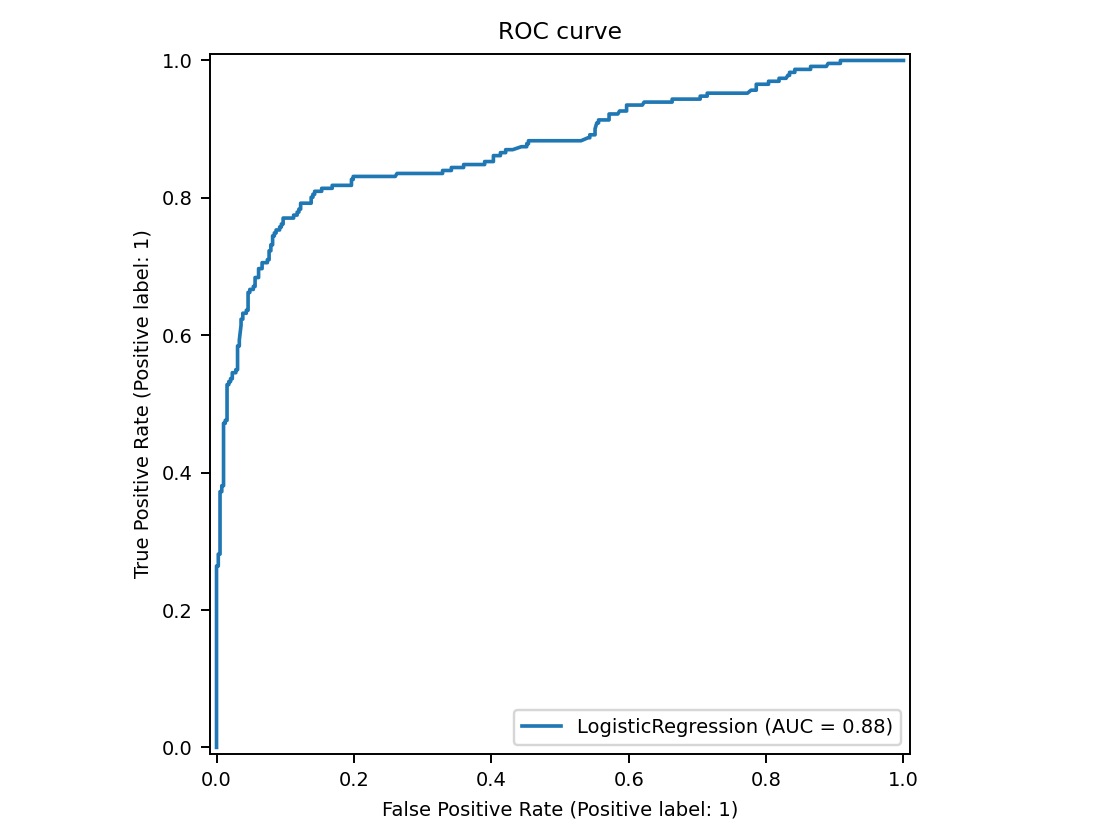 ROC curve
1.0
0.8
0.6
0.4
0.2
0.0
True Positive Rate (Positive label: 1)
LogisticRegression (AUC = 0.88)
0.0 0.2 0.4 0.6 0.8 1.0
False Positive Rate (Positive label: 1)